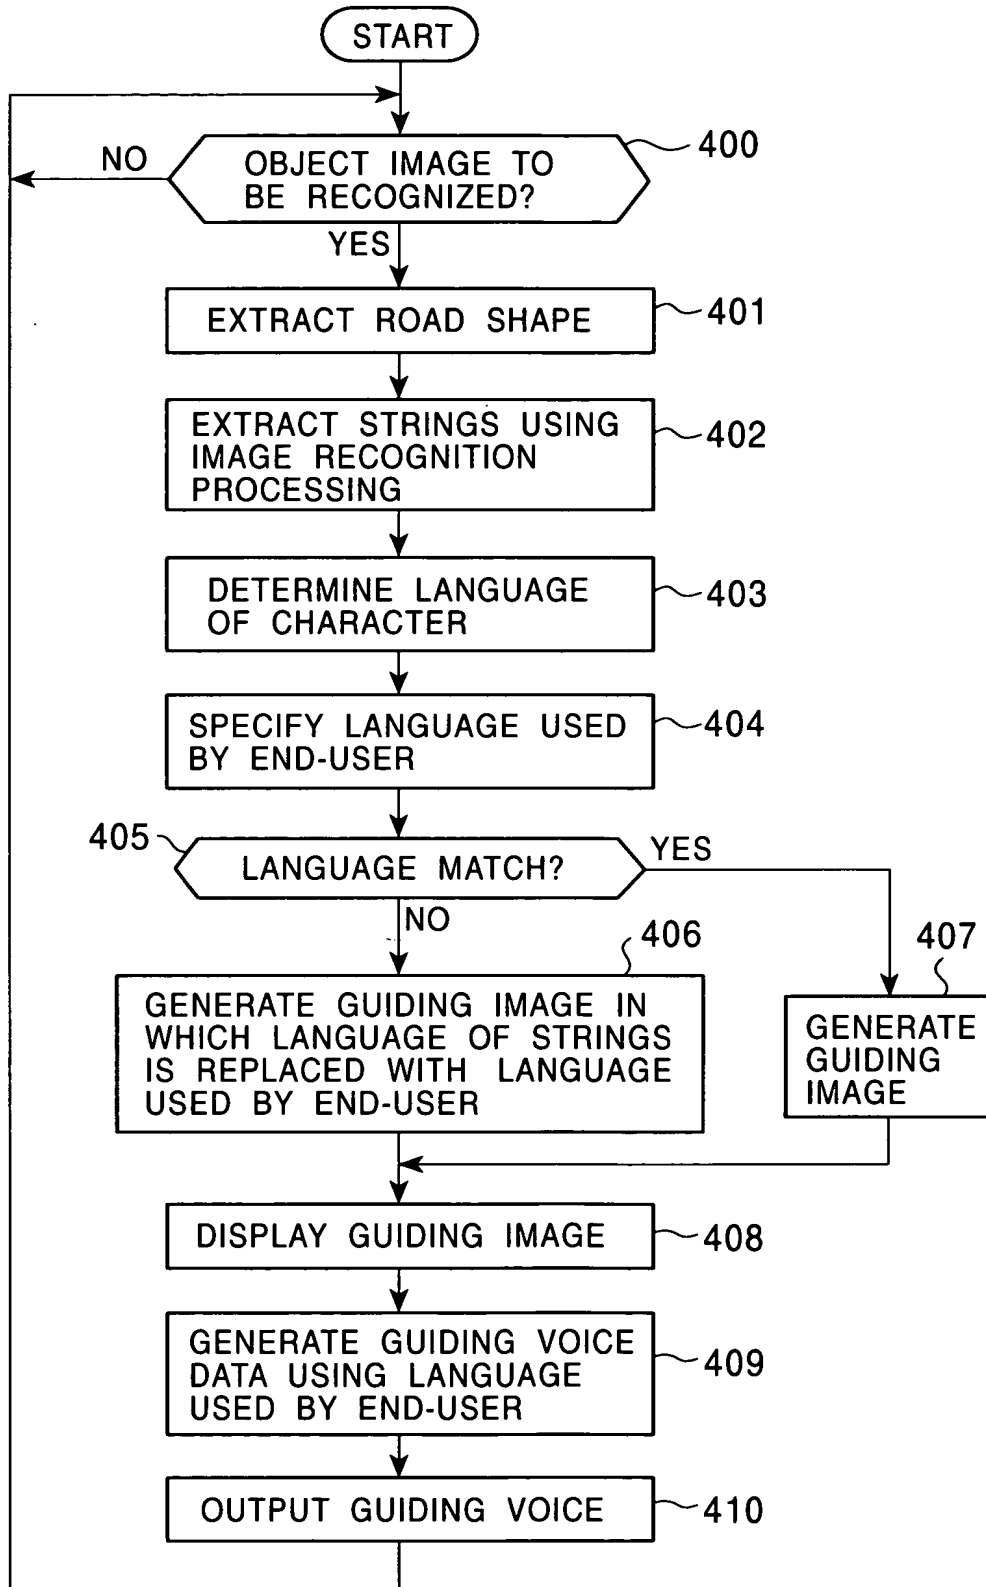 START
400
NO
OBJECT IMAGE TO
BE RECOGNIZED?
YES
EXTRACT ROAD SHAPE
401
EXTRACT STRINGS USING
IMAGE RECOGNITION
PROCESSING
402
DETERMINE LANGUAGE
OF CHARACTER
403
SPECIFY LANGUAGE USED
BY END-USER
404
405
LANGUAGE MATCH?
YES
NO
406
407
GENERATE GUIDING IMAGE IN
WHICH LANGUAGE OF STRINGS
IS REPLACED WITH LANGUAGE
USED BY END-USER
GENERATE
GUIDING
IMAGE
DISPLAY GUIDING IMAGE
408
GENERATE GUIDING VOICE
DATA USING LANGUAGE
USED BY END-USER
409
OUTPUT GUIDING VOICE
410